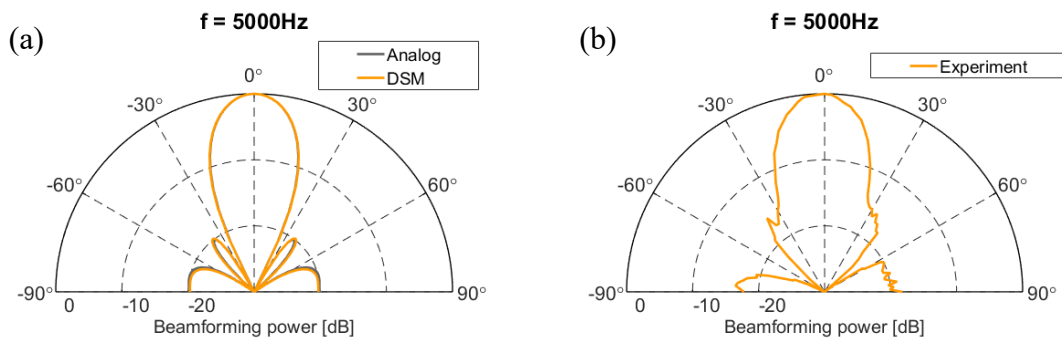 (a)
f = 5000Hz
Analog
DSM
0°
-30°
30°
-60°
60°
-90°
90°
0
-10
-20
Beamforming power [dB]
(b)
f = 5000Hz
Experiment
0°
-30°
30°
-60°
60°
-90°
90°
0
-10
-20
Beamforming power [dB]